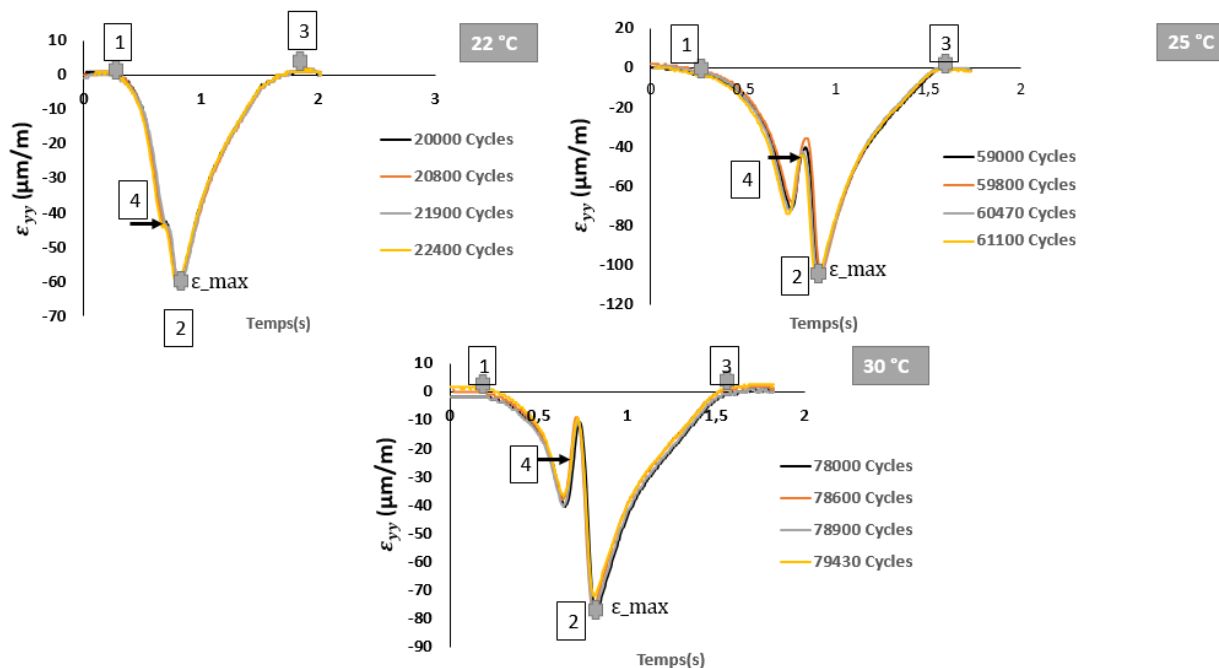 22 °C
1
3
10
0
-10
-20
-30
-40
-50
-60
-70
0
1
2
3
ε_yy (µm/m)
4
ε_max
2
Temps(s)
20000 Cycles
20800 Cycles
21900 Cycles
22400 Cycles
25 °C
1
3
20
0
-20
-40
-60
-80
-100
-120
0
0,5
1
1,5
2
ε_yy (µm/m)
4
2
ε_max
Temps(s)
59000 Cycles
59800 Cycles
60470 Cycles
61100 Cycles
30 °C
1
3
10
0
-10
-20
-30
-40
-50
-60
-70
-80
-90
0
0,5
1
1,5
2
ε_yy (µm/m)
4
2
ε_max
Temps(s)
78000 Cycles
78600 Cycles
78900 Cycles
79430 Cycles